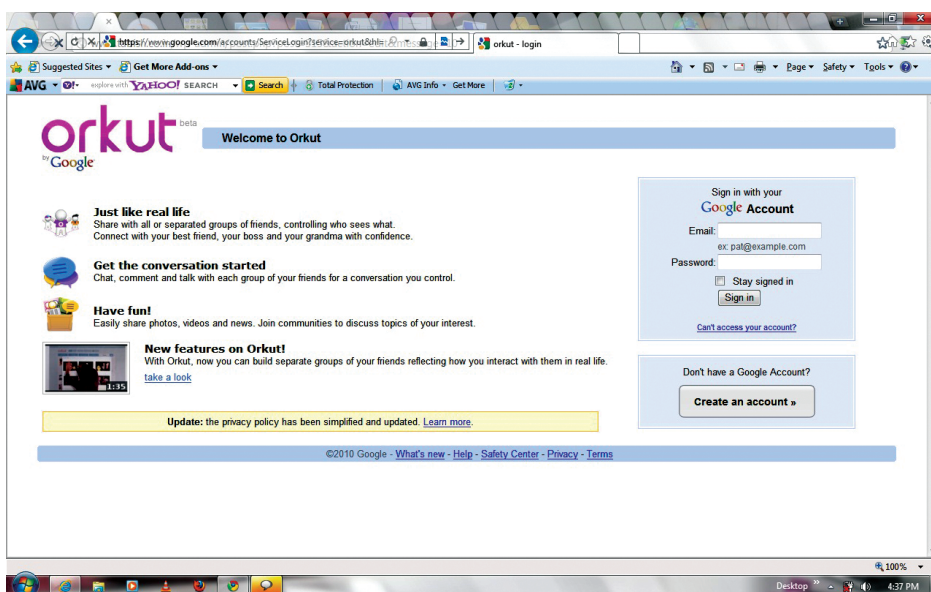 https://www.google.com/accounts/ServiceLogin?service=orkut&hl=
orkut - login
Suggested Sites
Get More Add-ons
Page
Safety
Tools
AVG
explore with YAHOO! SEARCH
Search
Total Protection
AVG Info
Get More
orkut beta
by Google
Welcome to Orkut
Just like real life
Share with all or separated groups of friends, controlling who sees what.
Connect with your best friend, your boss and your grandma with confidence.
Get the conversation started
Chat, comment and talk with each group of your friends for a conversation you control.
Have fun!
Easily share photos, videos and news. Join communities to discuss topics of your interest.
New features on Orkut!
With Orkut, now you can build separate groups of your friends reflecting how you interact with them in real life.
take a look
1:35
Update: the privacy policy has been simplified and updated. Learn more.
Sign in with your
Google Account
Email:
ex: pat@example.com
Password:
Stay signed in
Sign in
Can't access your account?
Don't have a Google Account?
Create an account »
©2010 Google - What's new - Help - Safety Center - Privacy - Terms
100%
Desktop
4:37 PM